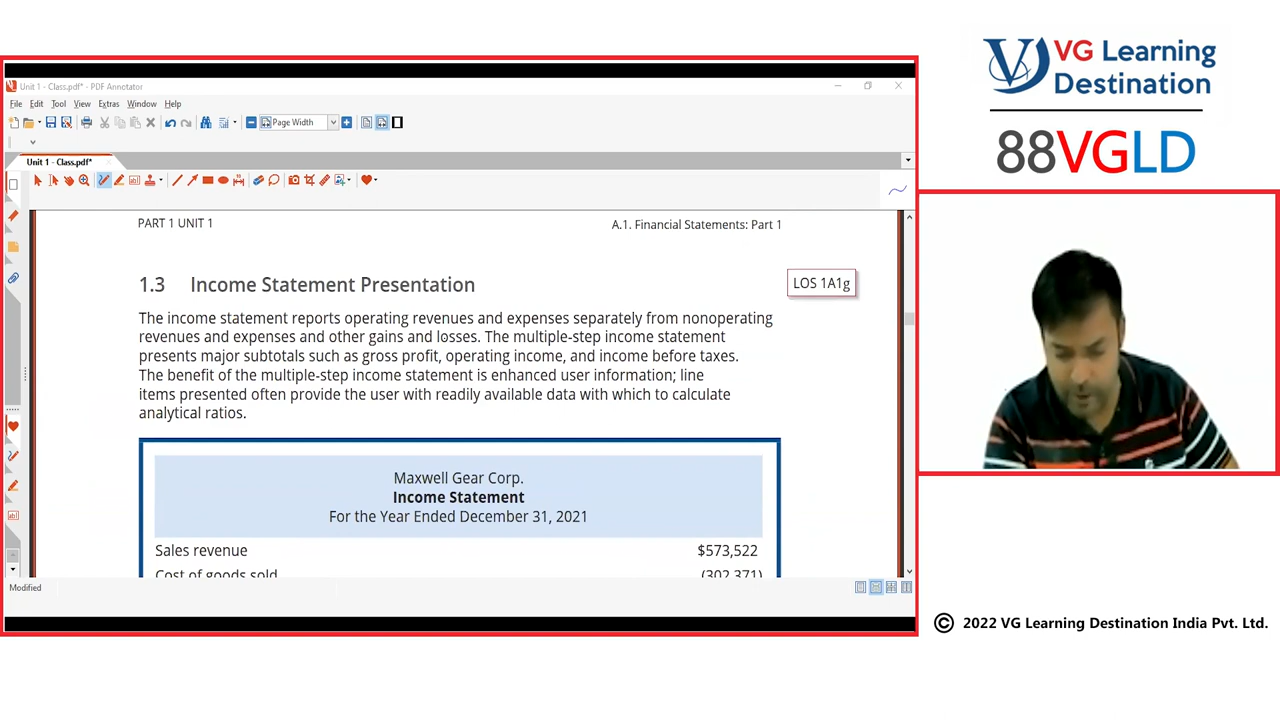 Unit 1 - Class.pdf* - PDF Annotator
File Edit Tool View Extras Window Help
Page Width
Unit 1 - Class.pdf*
PART 1 UNIT 1
A.1. Financial Statements: Part 1
1.3 Income Statement Presentation
LOS 1A1g
The income statement reports operating revenues and expenses separately from nonoperating
revenues and expenses and other gains and losses. The multiple-step income statement
presents major subtotals such as gross profit, operating income, and income before taxes.
The benefit of the multiple-step income statement is enhanced user information; line
items presented often provide the user with readily available data with which to calculate
analytical ratios.
Maxwell Gear Corp.
Income Statement
For the Year Ended December 31, 2021
Sales revenue $573,522
Cost of goods sold (302,371)
Modified
VG Learning
Destination
88VGLD
© 2022 VG Learning Destination India Pvt. Ltd.